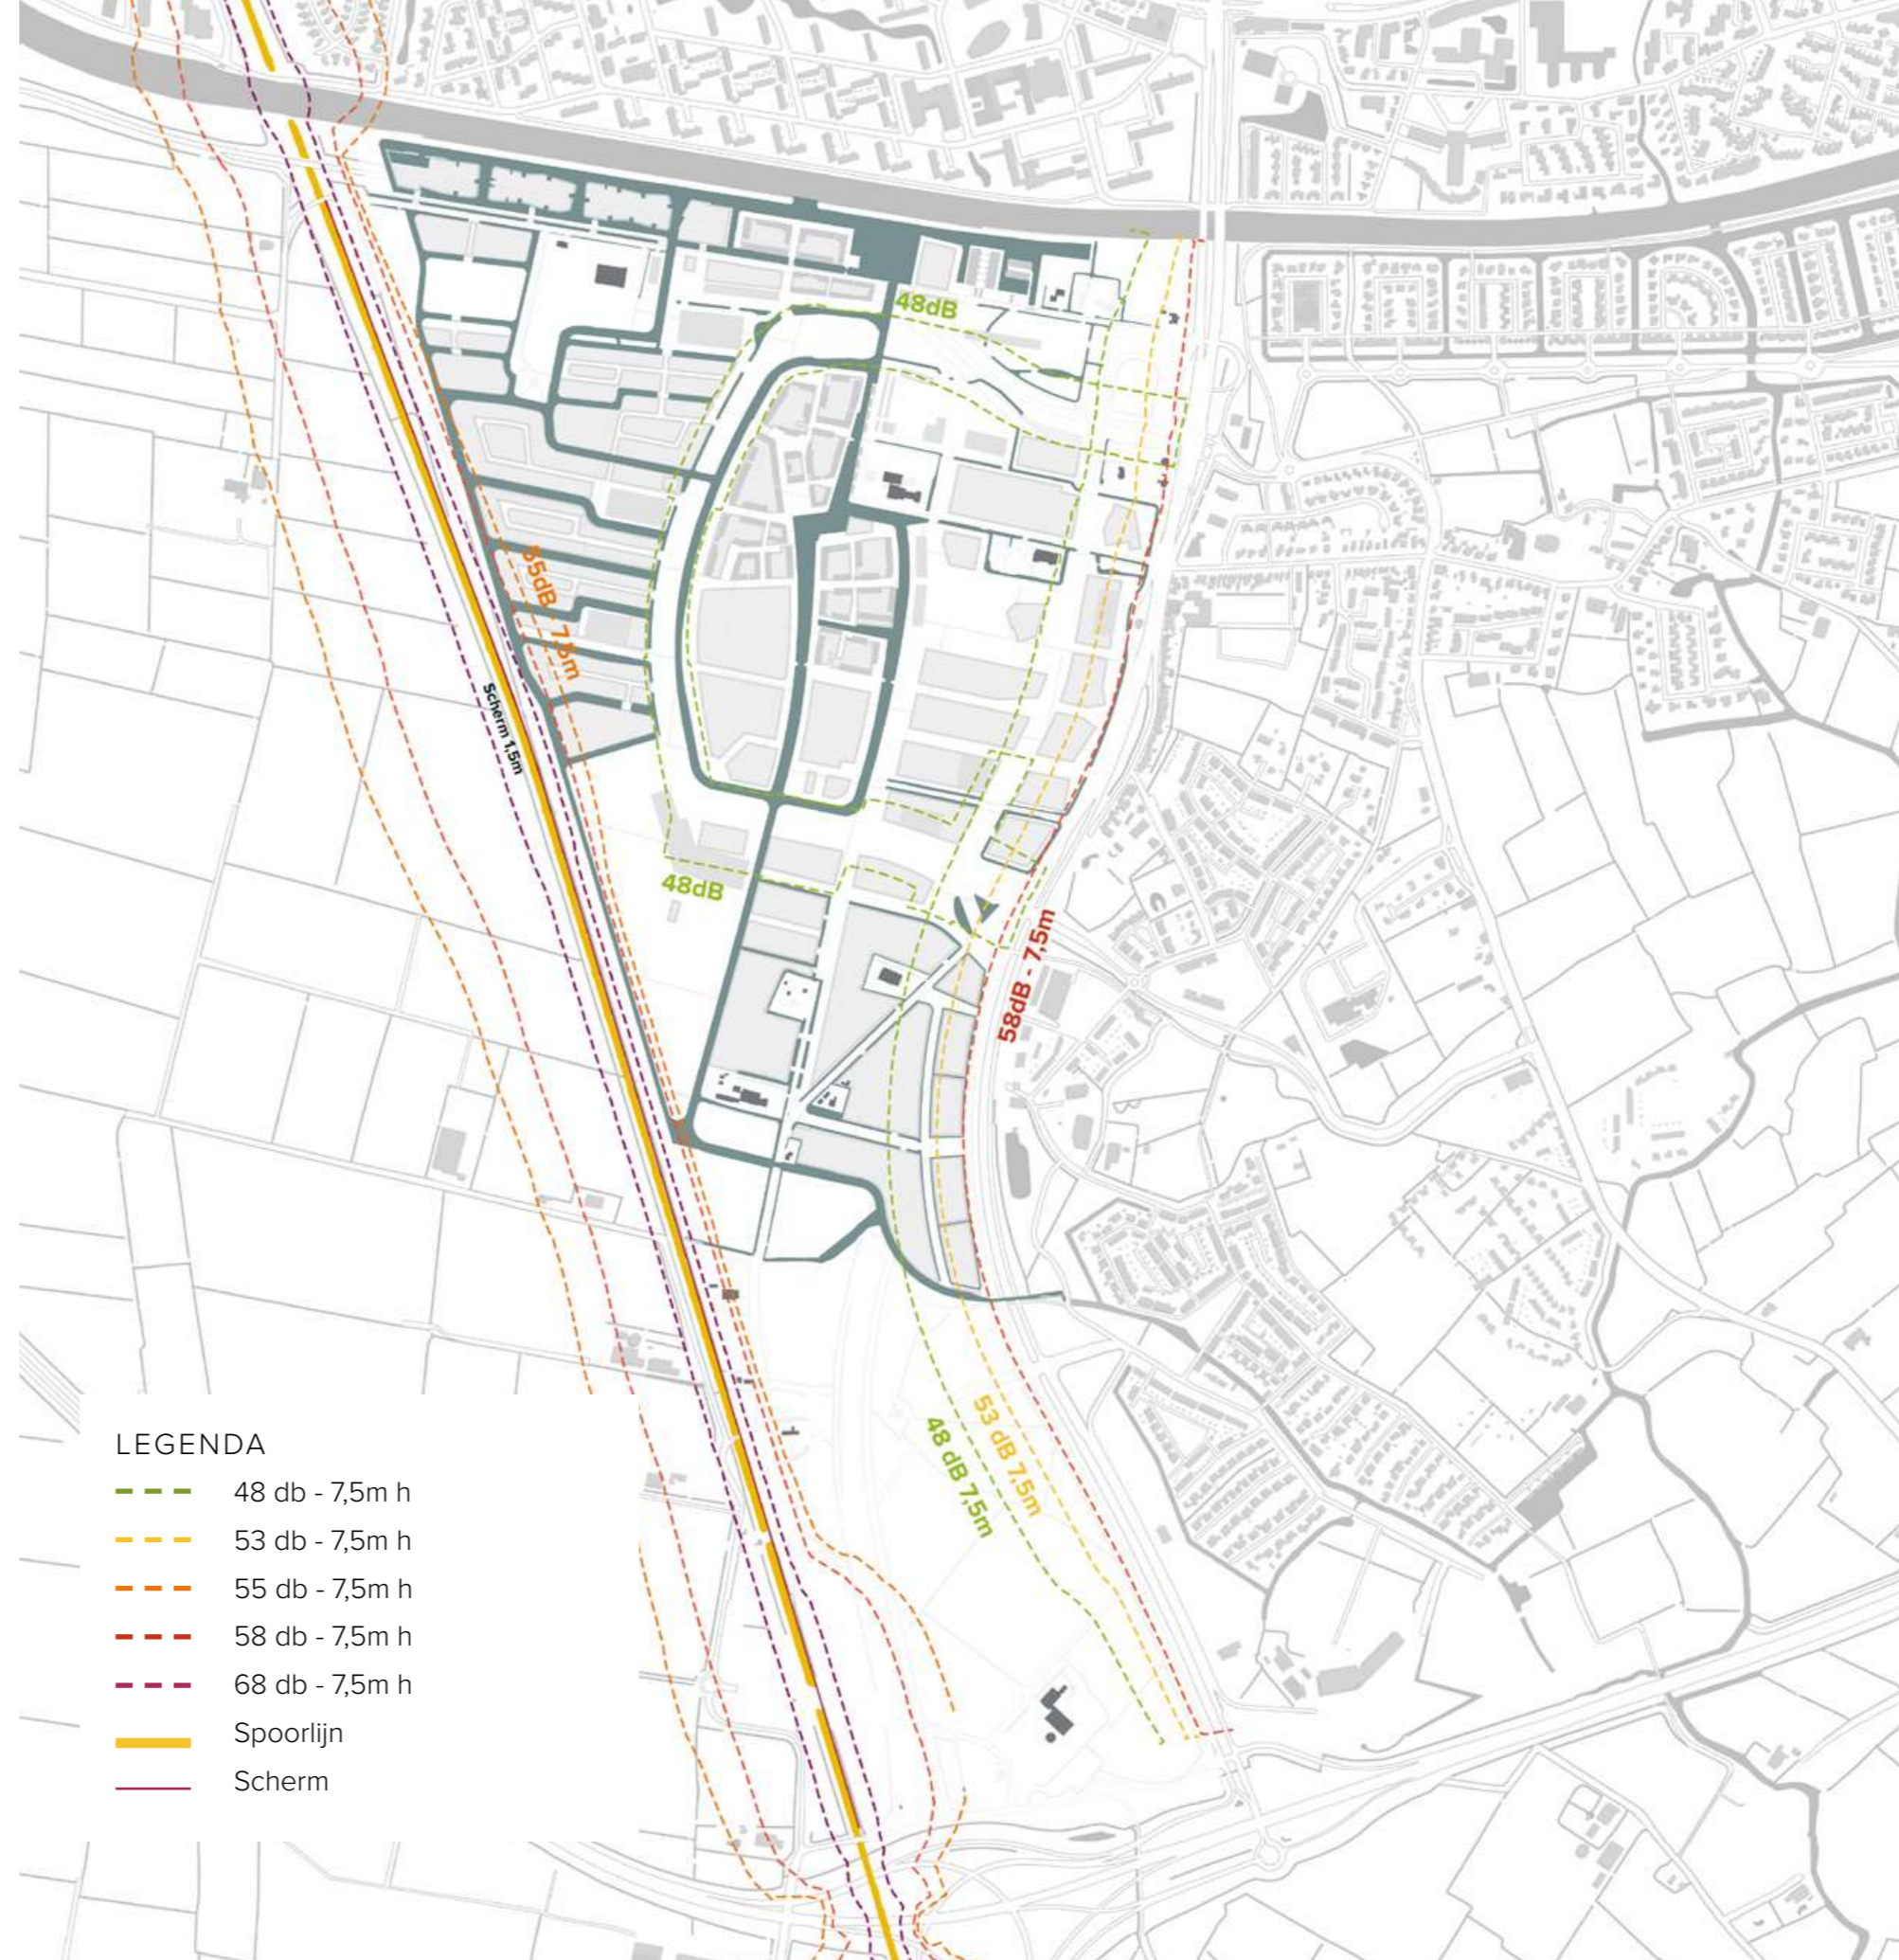 48dB
55dB - 7,5m
Scherm 1,5m
48dB
58dB - 7,5m
53 dB 7,5m
48 dB 7,5m
LEGENDA
48 db - 7,5m h
53 db - 7,5m h
55 db - 7,5m h
58 db - 7,5m h
68 db - 7,5m h
Spoorlijn
Scherm